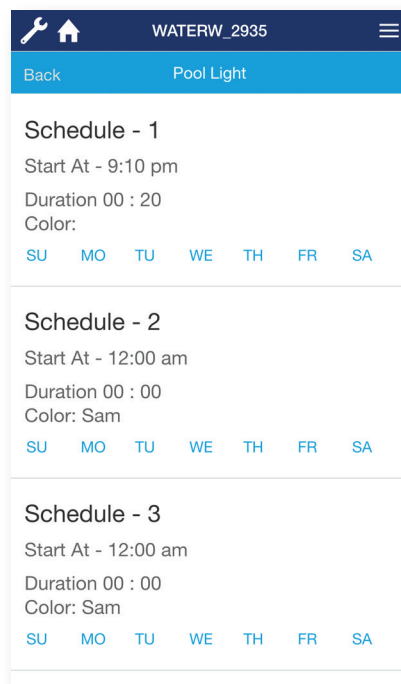 WATERW_2935
Back Pool Light
Schedule - 1
Start At - 9:10 pm
Duration 00 : 20
Color:
SU MO TU WE TH FR SA
Schedule - 2
Start At - 12:00 am
Duration 00 : 00
Color: Sam
SU MO TU WE TH FR SA
Schedule - 3
Start At - 12:00 am
Duration 00 : 00
Color: Sam
SU MO TU WE TH FR SA